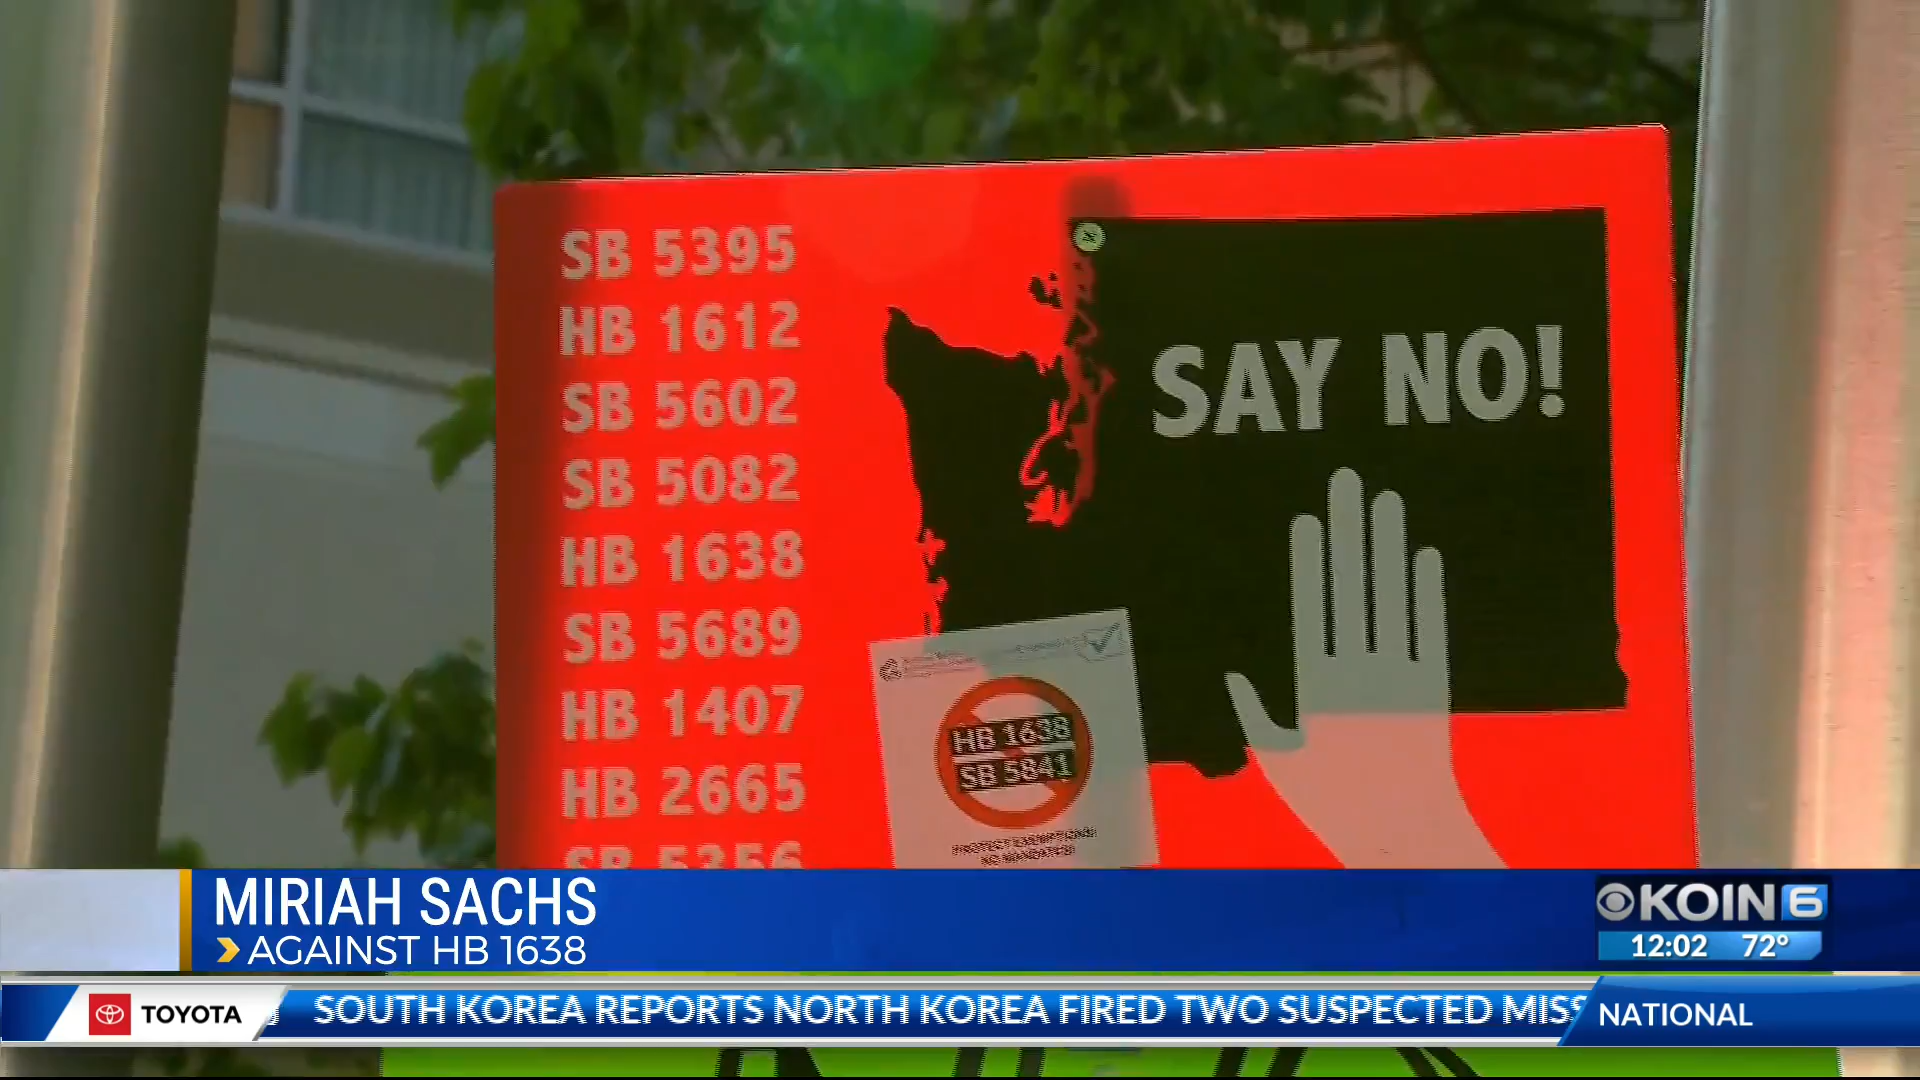 SB 5395
HB 1612
SB 5602
SB 5082
HB 1638
SB 5689
HB 1407
HB 2665
SB 5356
SAY NO!
HB 1638
SB 5841
PROTECT EXEMPTIONS!
NO MANDATES!
MIRIAH SACHS
AGAINST HB 1638
KOIN 6
12:02 72°
TOYOTA
SOUTH KOREA REPORTS NORTH KOREA FIRED TWO SUSPECTED MISS
NATIONAL